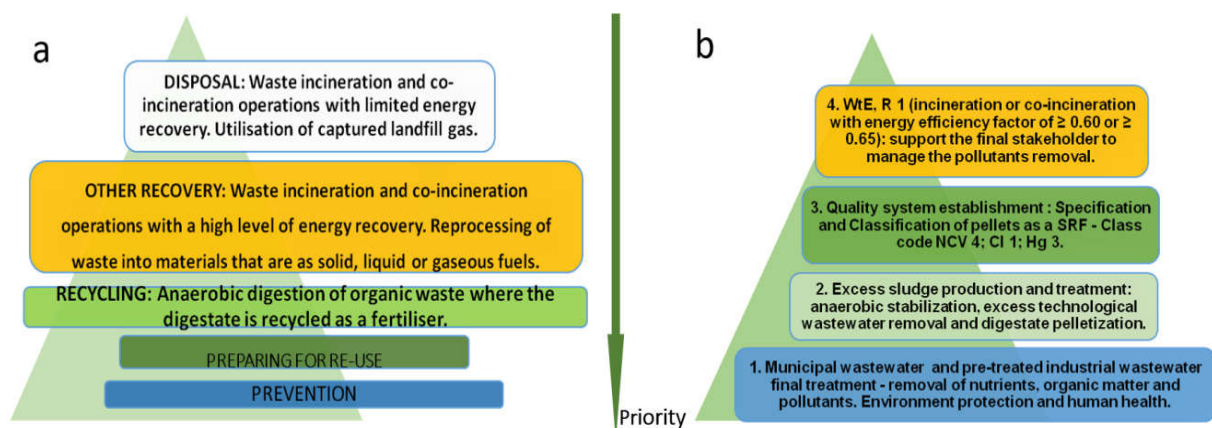 a
DISPOSAL: Waste incineration and co-
incineration operations with limited energy
recovery. Utilisation of captured landfill gas.
OTHER RECOVERY: Waste incineration and co-incineration
operations with a high level of energy recovery. Reprocessing of
waste into materials that are as solid, liquid or gaseous fuels.
RECYCLING: Anaerobic digestion of organic waste where the
digestate is recycled as a fertiliser.
PREPARING FOR RE-USE
PREVENTION
Priority
b
4. WtE, R 1 (incineration or co-incineration
with energy efficiency factor of ≥ 0.60 or ≥
0.65): support the final stakeholder to
manage the pollutants removal.
3. Quality system establishment : Specification
and Classification of pellets as a SRF - Class
code NCV 4; Cl 1; Hg 3.
2. Excess sludge production and treatment:
anaerobic stabilization, excess technological
wastewater removal and digestate pelletization.
1. Municipal wastewater and pre-treated industrial wastewater
final treatment - removal of nutrients, organic matter and
pollutants. Environment protection and human health.